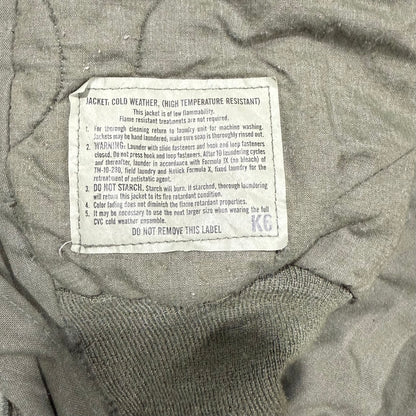 JACKET: COLD WEATHER, (HIGH TEMPERATURE RESISTANT)
This jacket is of low flammability.
Flame resistant treatments are not required.
1. For thorough cleaning return to laundry unit for machine washing. Jackets may be hand laundered; make sure soap is thoroughly rinsed out.
2. WARNING: Launder with slide fasteners and hook and loop fasteners
closed. Do not press hook and loop fasteners. After 10 laundering cycles
and thereafter, launder in accordance with Formula IX (no bleach) of
TM-10-280, field laundry and Navick Formula X, fixed laundry for the
retreatment of antistatic agent.
3. DO NOT STARCH. Starch will burn. If starched, thorough laundering
will return this jacket to its fire retardant condition.
4. Color fading does not diminish the flame retardant properties.
5. It may be necessary to use the next larger size when wearing the full
CVC cold weather ensemble.
DO NOT REMOVE THIS LABEL
K6